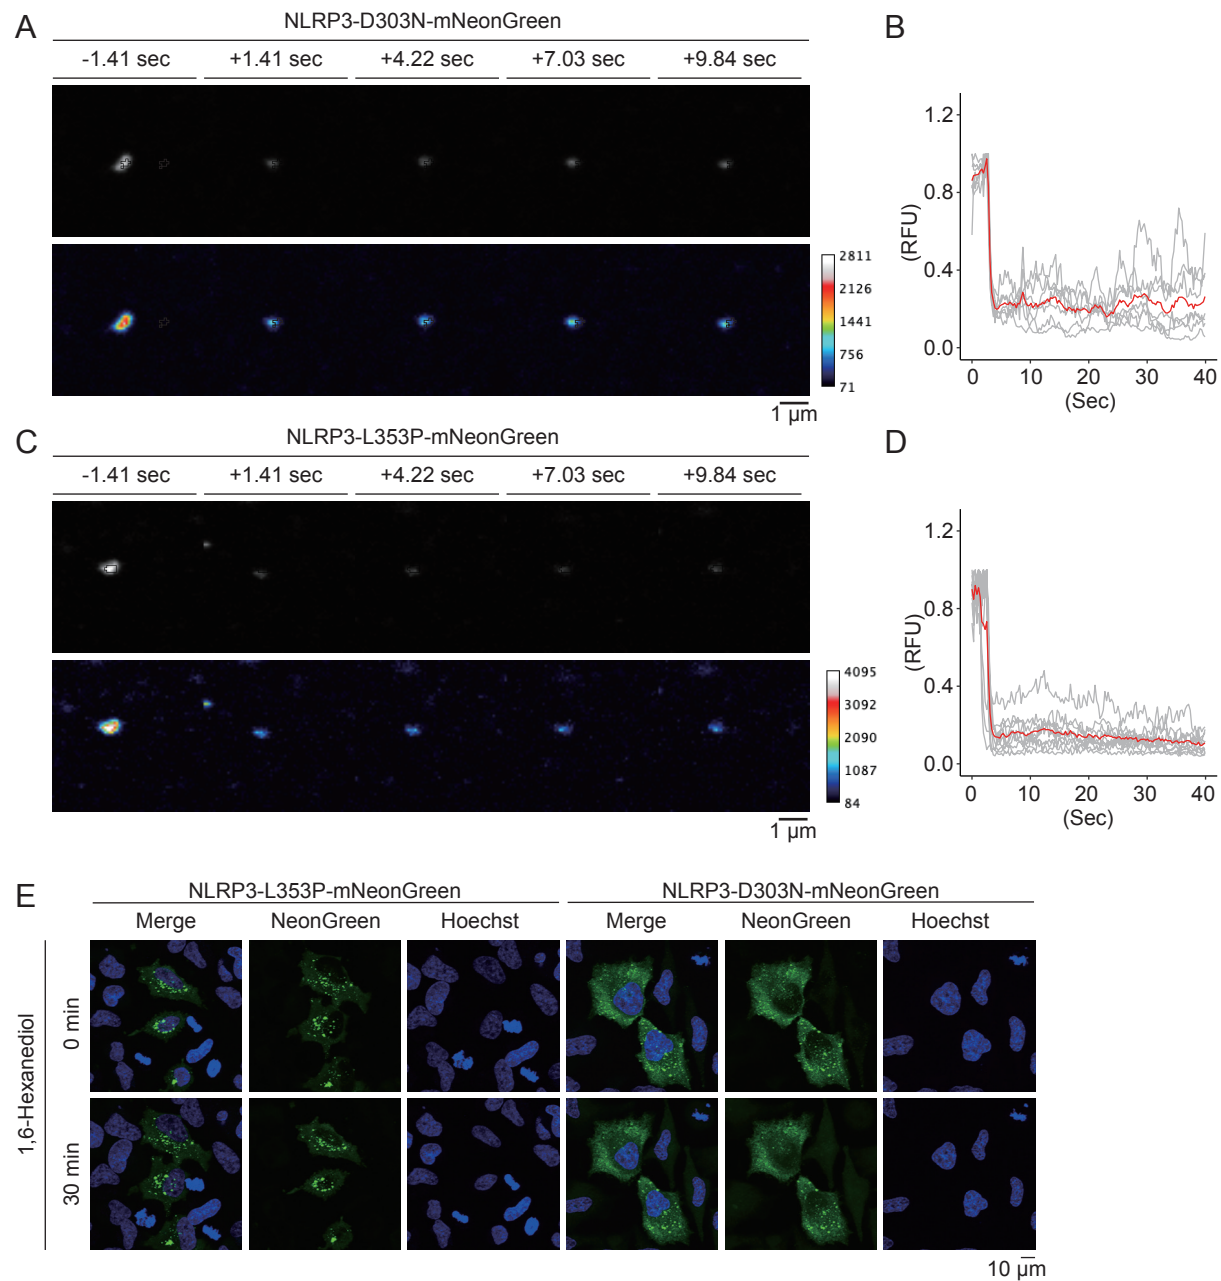 A
NLRP3-D303N-mNeonGreen
-1.41 sec +1.41 sec +4.22 sec +7.03 sec +9.84 sec
2811
2126
1441
756
71
1 µm
B
1.2
0.8
0.4
0.0
(RFU)
0 10 20 30 40
(Sec)
C
NLRP3-L353P-mNeonGreen
-1.41 sec +1.41 sec +4.22 sec +7.03 sec +9.84 sec
4095
3092
2090
1087
84
1 µm
D
1.2
0.8
0.4
0.0
(RFU)
0 10 20 30 40
(Sec)
E
NLRP3-L353P-mNeonGreen NLRP3-D303N-mNeonGreen
Merge NeonGreen Hoechst Merge NeonGreen Hoechst
1,6-Hexanediol
0 min
30 min
10 µm